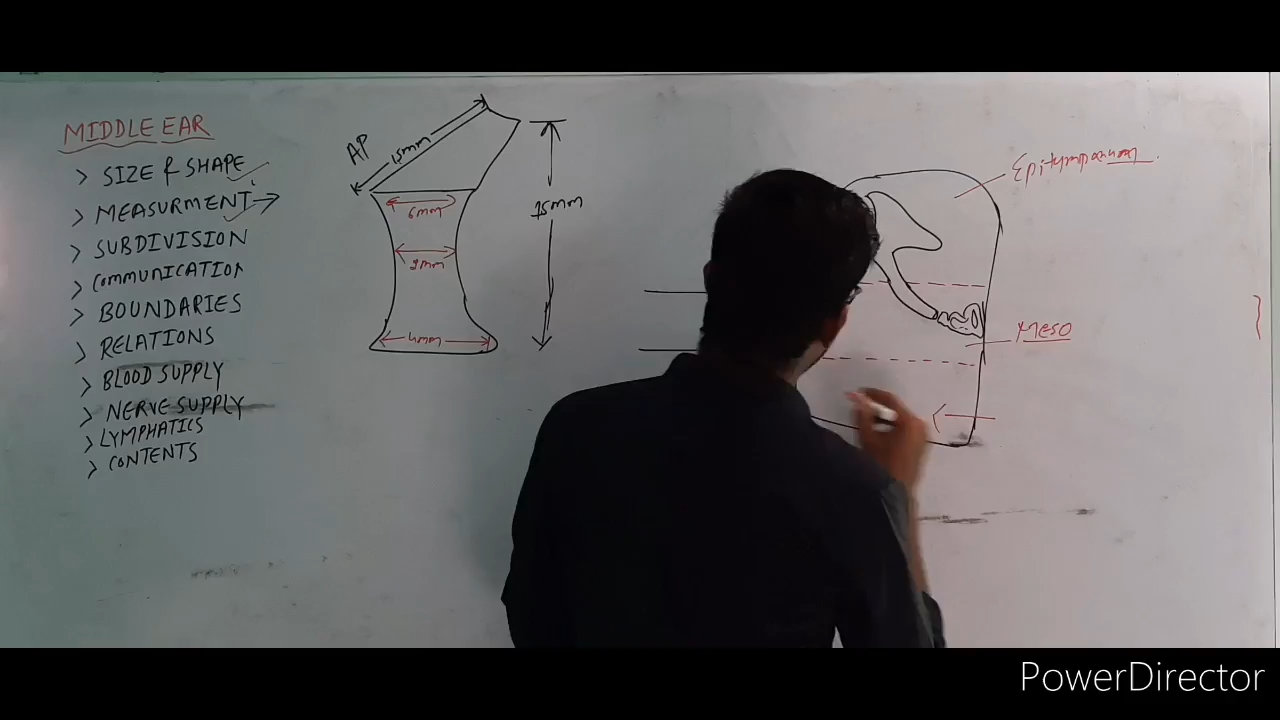 MIDDLE EAR
> SIZE & SHAPE
> MEASURMENT →
> SUBDIVISION
> COMMUNICATION
> BOUNDARIES
> RELATIONS
> BLOOD SUPPLY
> NERVE SUPPLY
> LYMPHATICS
> CONTENTS
AP
15mm
6mm
2mm
4mm
15mm
Epitympanum
MESO
PowerDirector